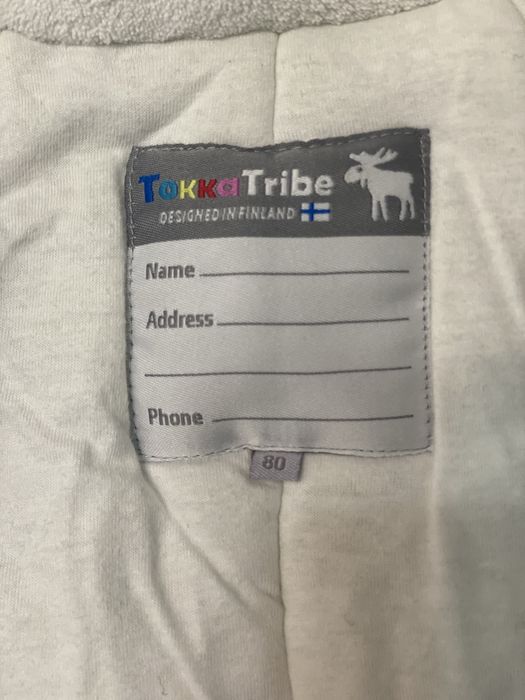 TokkaTribe
DESIGNED IN FINLAND
Name
Address
Phone
80